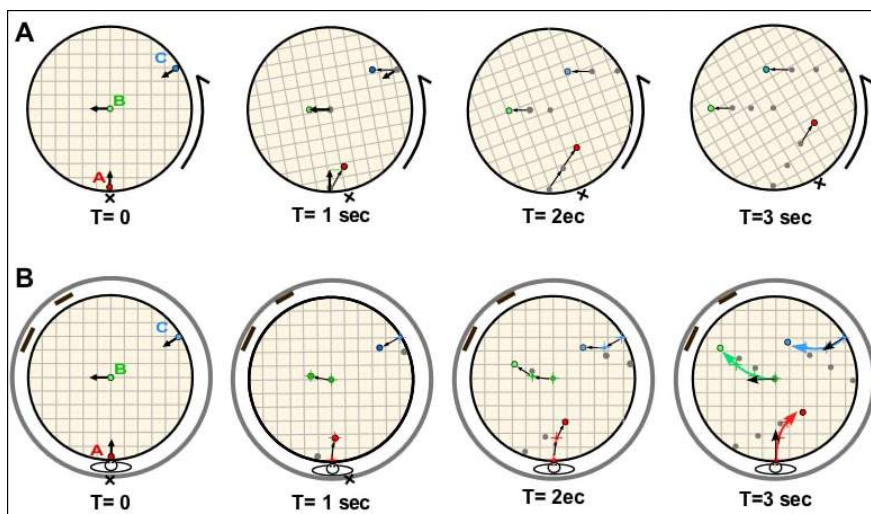 A
C
B
A
T= 0
T= 1 sec
T= 2ec
T=3 sec
B
C
B
A
T= 0
T= 1 sec
T= 2ec
T=3 sec